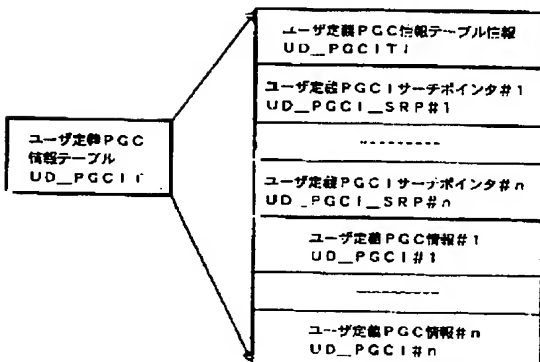 ユーザ定義PGC
情報テーブル
UD_PGCIT
ユーザ定義PGC情報テーブル情報
UD_PGCITI
ユーザ定義PGCIサーチポインタ#1
UD_PGCI_SRP#1
---------
ユーザ定義PGCIサーチポインタ#n
UD_PGCI_SRP#n
ユーザ定義PGC情報#1
UD_PGCI#1
---------
ユーザ定義PGC情報#n
UD_PGCI#n